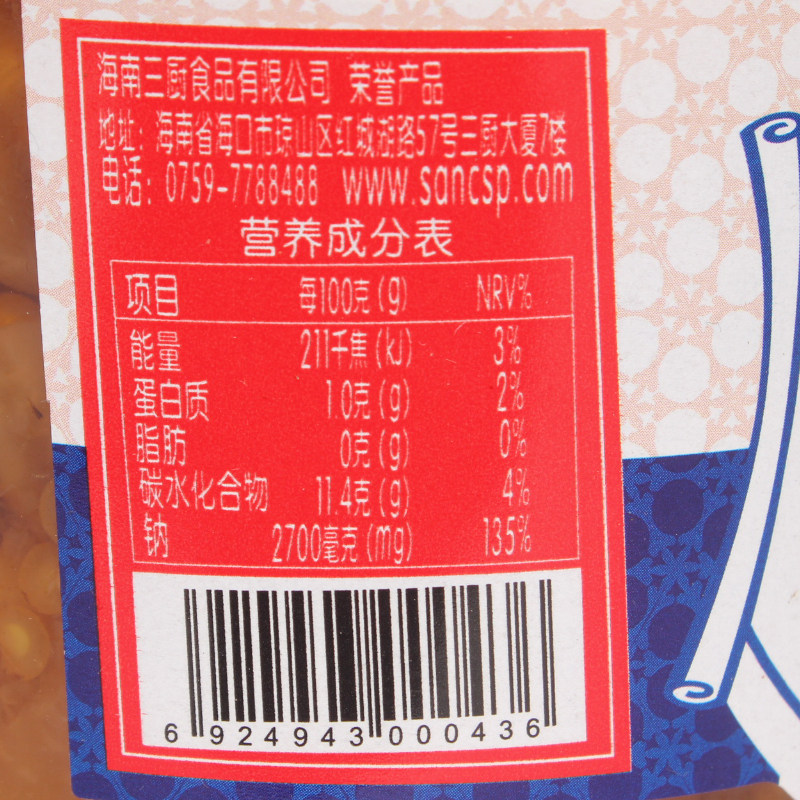 海南三厨食品有限公司 荣誉产品
地址：海南省海口市琼山区红城湖路57号三厨大厦7楼
电话：0759-7788488 www.sancsp.com
营养成分表
项目 每100克(g) NRV%
能量 211千焦(kJ) 3%
蛋白质 1.0克(g) 2%
脂肪 0克(g) 0%
碳水化合物 11.4克(g) 4%
钠 2700毫克(mg) 135%
6 924943 000436